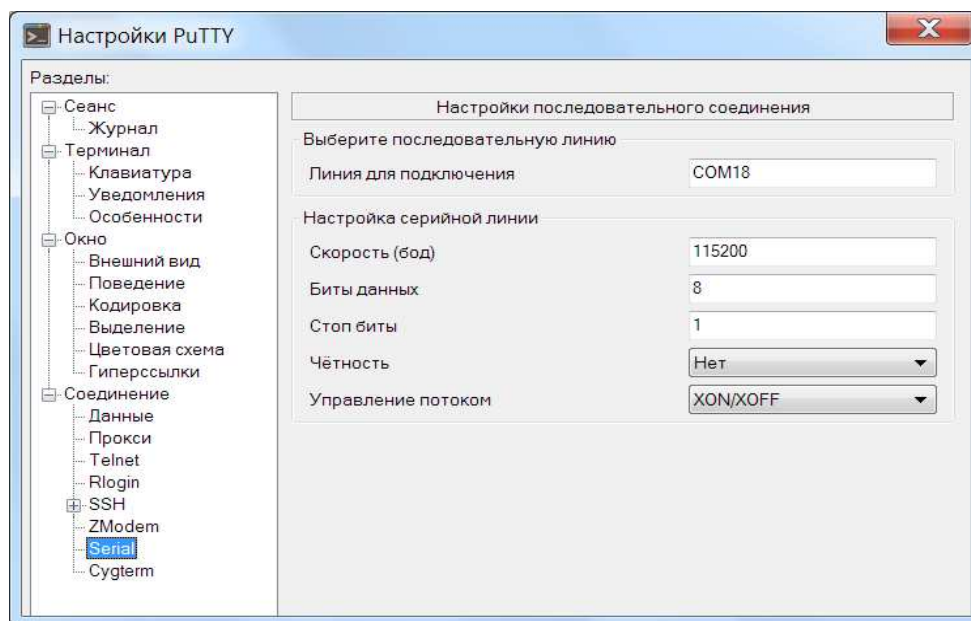 Настройки PuTTY
Разделы:
Сеанс
Журнал
Терминал
Клавиатура
Уведомления
Особенности
Окно
Внешний вид
Поведение
Кодировка
Выделение
Цветовая схема
Гиперссылки
Соединение
Данные
Прокси
Telnet
Rlogin
SSH
ZModem
Serial
Cygterm
Настройки последовательного соединения
Выберите последовательную линию
Линия для подключения COM18
Настройка серийной линии
Скорость (бод) 115200
Биты данных 8
Стоп биты 1
Чётность Нет
Управление потоком XON/XOFF